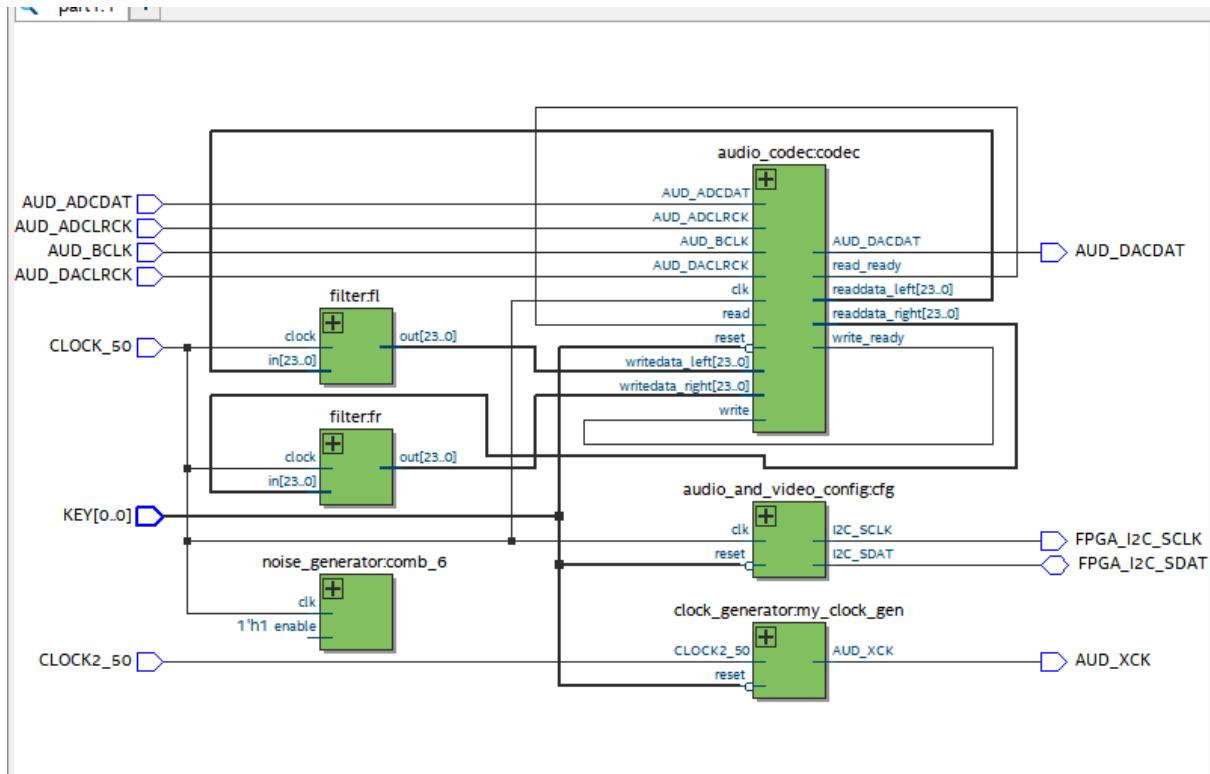 part1:1
audio_codec:codec
AUD_ADCDAT
AUD_ADCLRCK
AUD_BCLK
AUD_DACLRCK
AUD_ADCDAT
AUD_ADCLRCK
AUD_BCLK
AUD_DACLRCK
clk
read
reset
writedata_left[23..0]
writedata_right[23..0]
write
AUD_DACDAT
read_ready
readdata_left[23..0]
readdata_right[23..0]
write_ready
AUD_DACDAT
filter:fl
CLOCK_50
clock
in[23..0]
out[23..0]
filter:fr
clock
in[23..0]
out[23..0]
KEY[0..0]
audio_and_video_config:cfg
clk
reset
I2C_SCLK
I2C_SDAT
FPGA_I2C_SCLK
FPGA_I2C_SDAT
noise_generator:comb_6
clk
1'h1 enable
clock_generator:my_clock_gen
CLOCK2_50
CLOCK2_50
reset
AUD_XCK
AUD_XCK